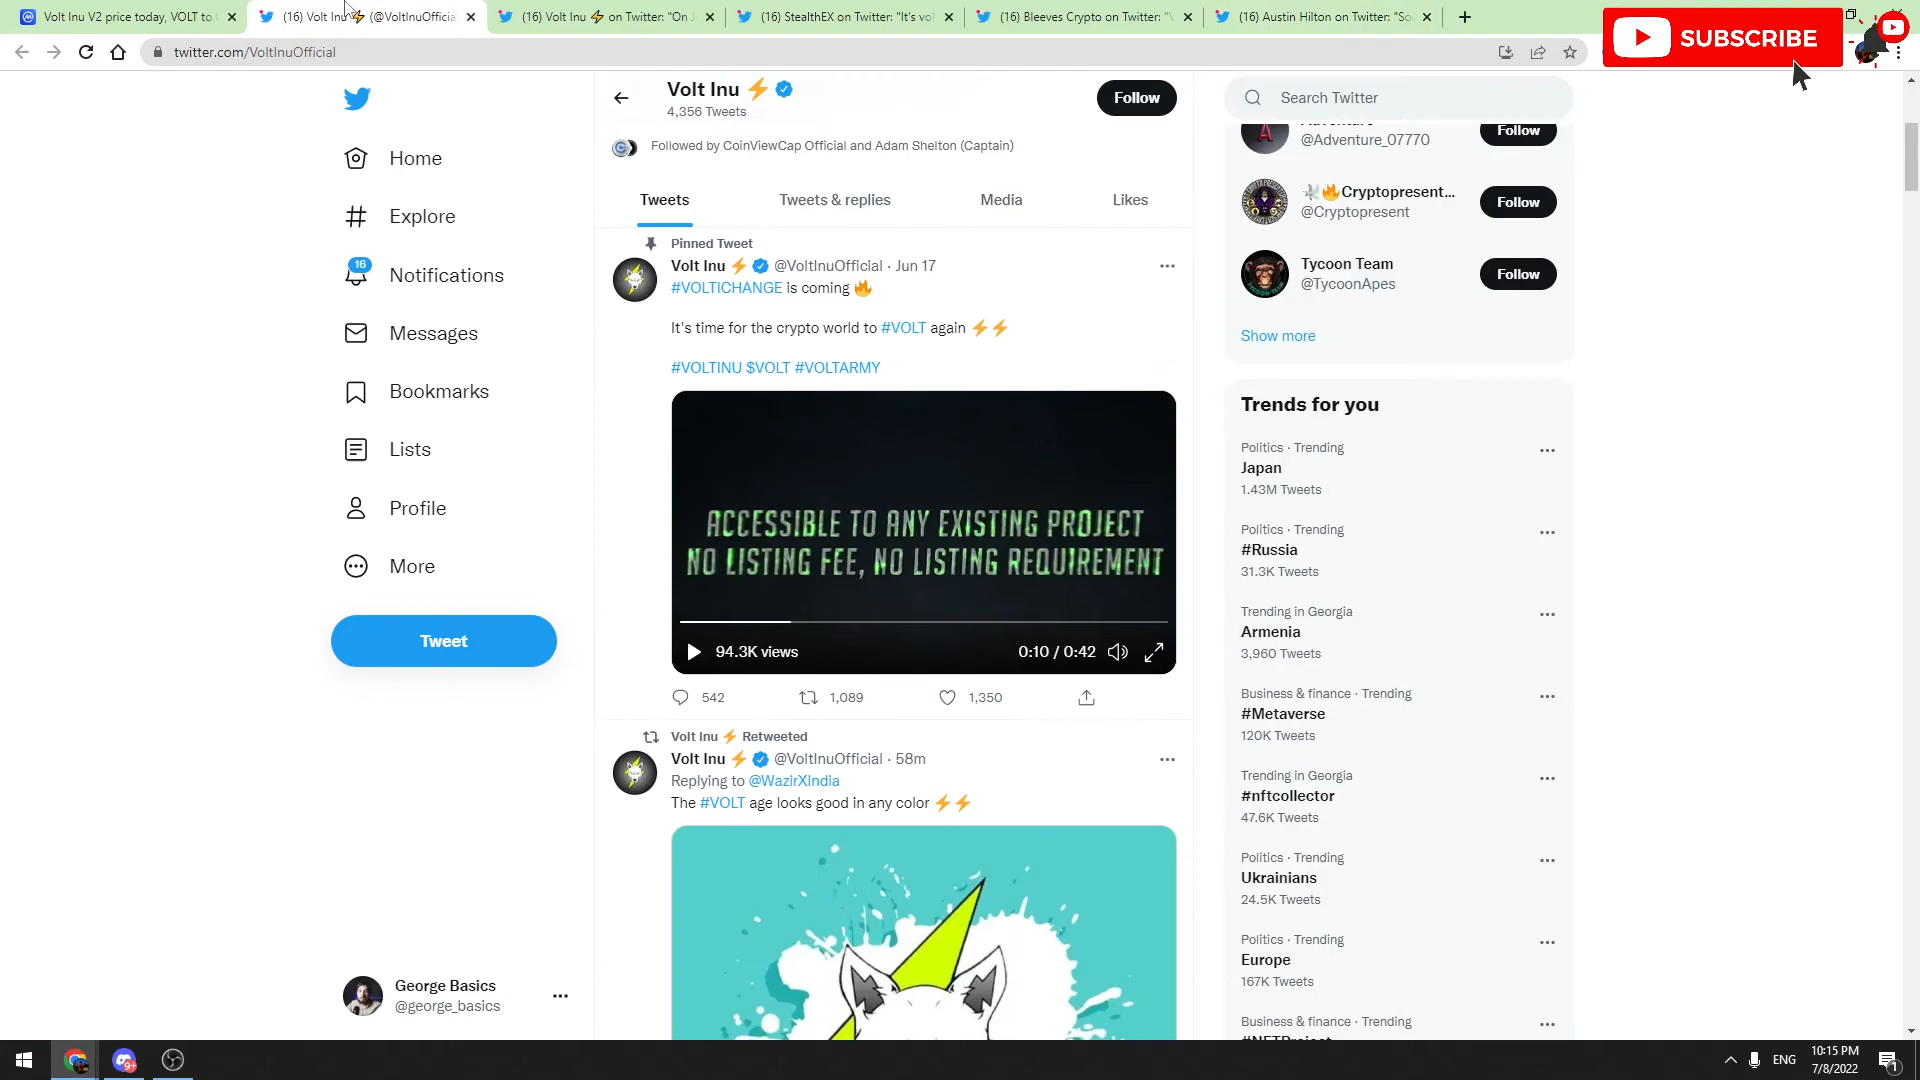 Volt Inu V2 price today, VOLT to
(16) Volt Inu ⚡ (@VoltInuOfficia
(16) Volt Inu ⚡ on Twitter: "On J
(16) StealthEX on Twitter: "It's vo
(16) Bleeves Crypto on Twitter: "
(16) Austin Hilton on Twitter: "So
twitter.com/VoltInuOfficial
SUBSCRIBE
Home
Explore
16
Notifications
Messages
Bookmarks
Lists
Profile
More
Tweet
George Basics
@george_basics
Volt Inu ⚡
4,356 Tweets
Follow
Followed by CoinViewCap Official and Adam Shelton (Captain)
Tweets
Tweets & replies
Media
Likes
Pinned Tweet
Volt Inu ⚡ @VoltInuOfficial · Jun 17
#VOLTICHANGE is coming 🔥
It's time for the crypto world to #VOLT again ⚡⚡
#VOLTINU $VOLT #VOLTARMY
ACCESSIBLE TO ANY EXISTING PROJECT
NO LISTING FEE, NO LISTING REQUIREMENT
94.3K views
0:10 / 0:42
542
1,089
1,350
Volt Inu ⚡ Retweeted
Volt Inu ⚡ @VoltInuOfficial · 58m
Replying to @WazirXIndia
The #VOLT age looks good in any color ⚡⚡
Search Twitter
@Adventure_07770
Follow
🕊🔥Cryptopresent...
@Cryptopresent
Follow
Tycoon Team
@TycoonApes
Follow
Show more
Trends for you
Politics · Trending
Japan
1.43M Tweets
Politics · Trending
#Russia
31.3K Tweets
Trending in Georgia
Armenia
3,960 Tweets
Business & finance · Trending
#Metaverse
120K Tweets
Trending in Georgia
#nftcollector
47.6K Tweets
Politics · Trending
Ukrainians
24.5K Tweets
Politics · Trending
Europe
167K Tweets
Business & finance · Trending
9+
ENG
10:15 PM
7/8/2022
1